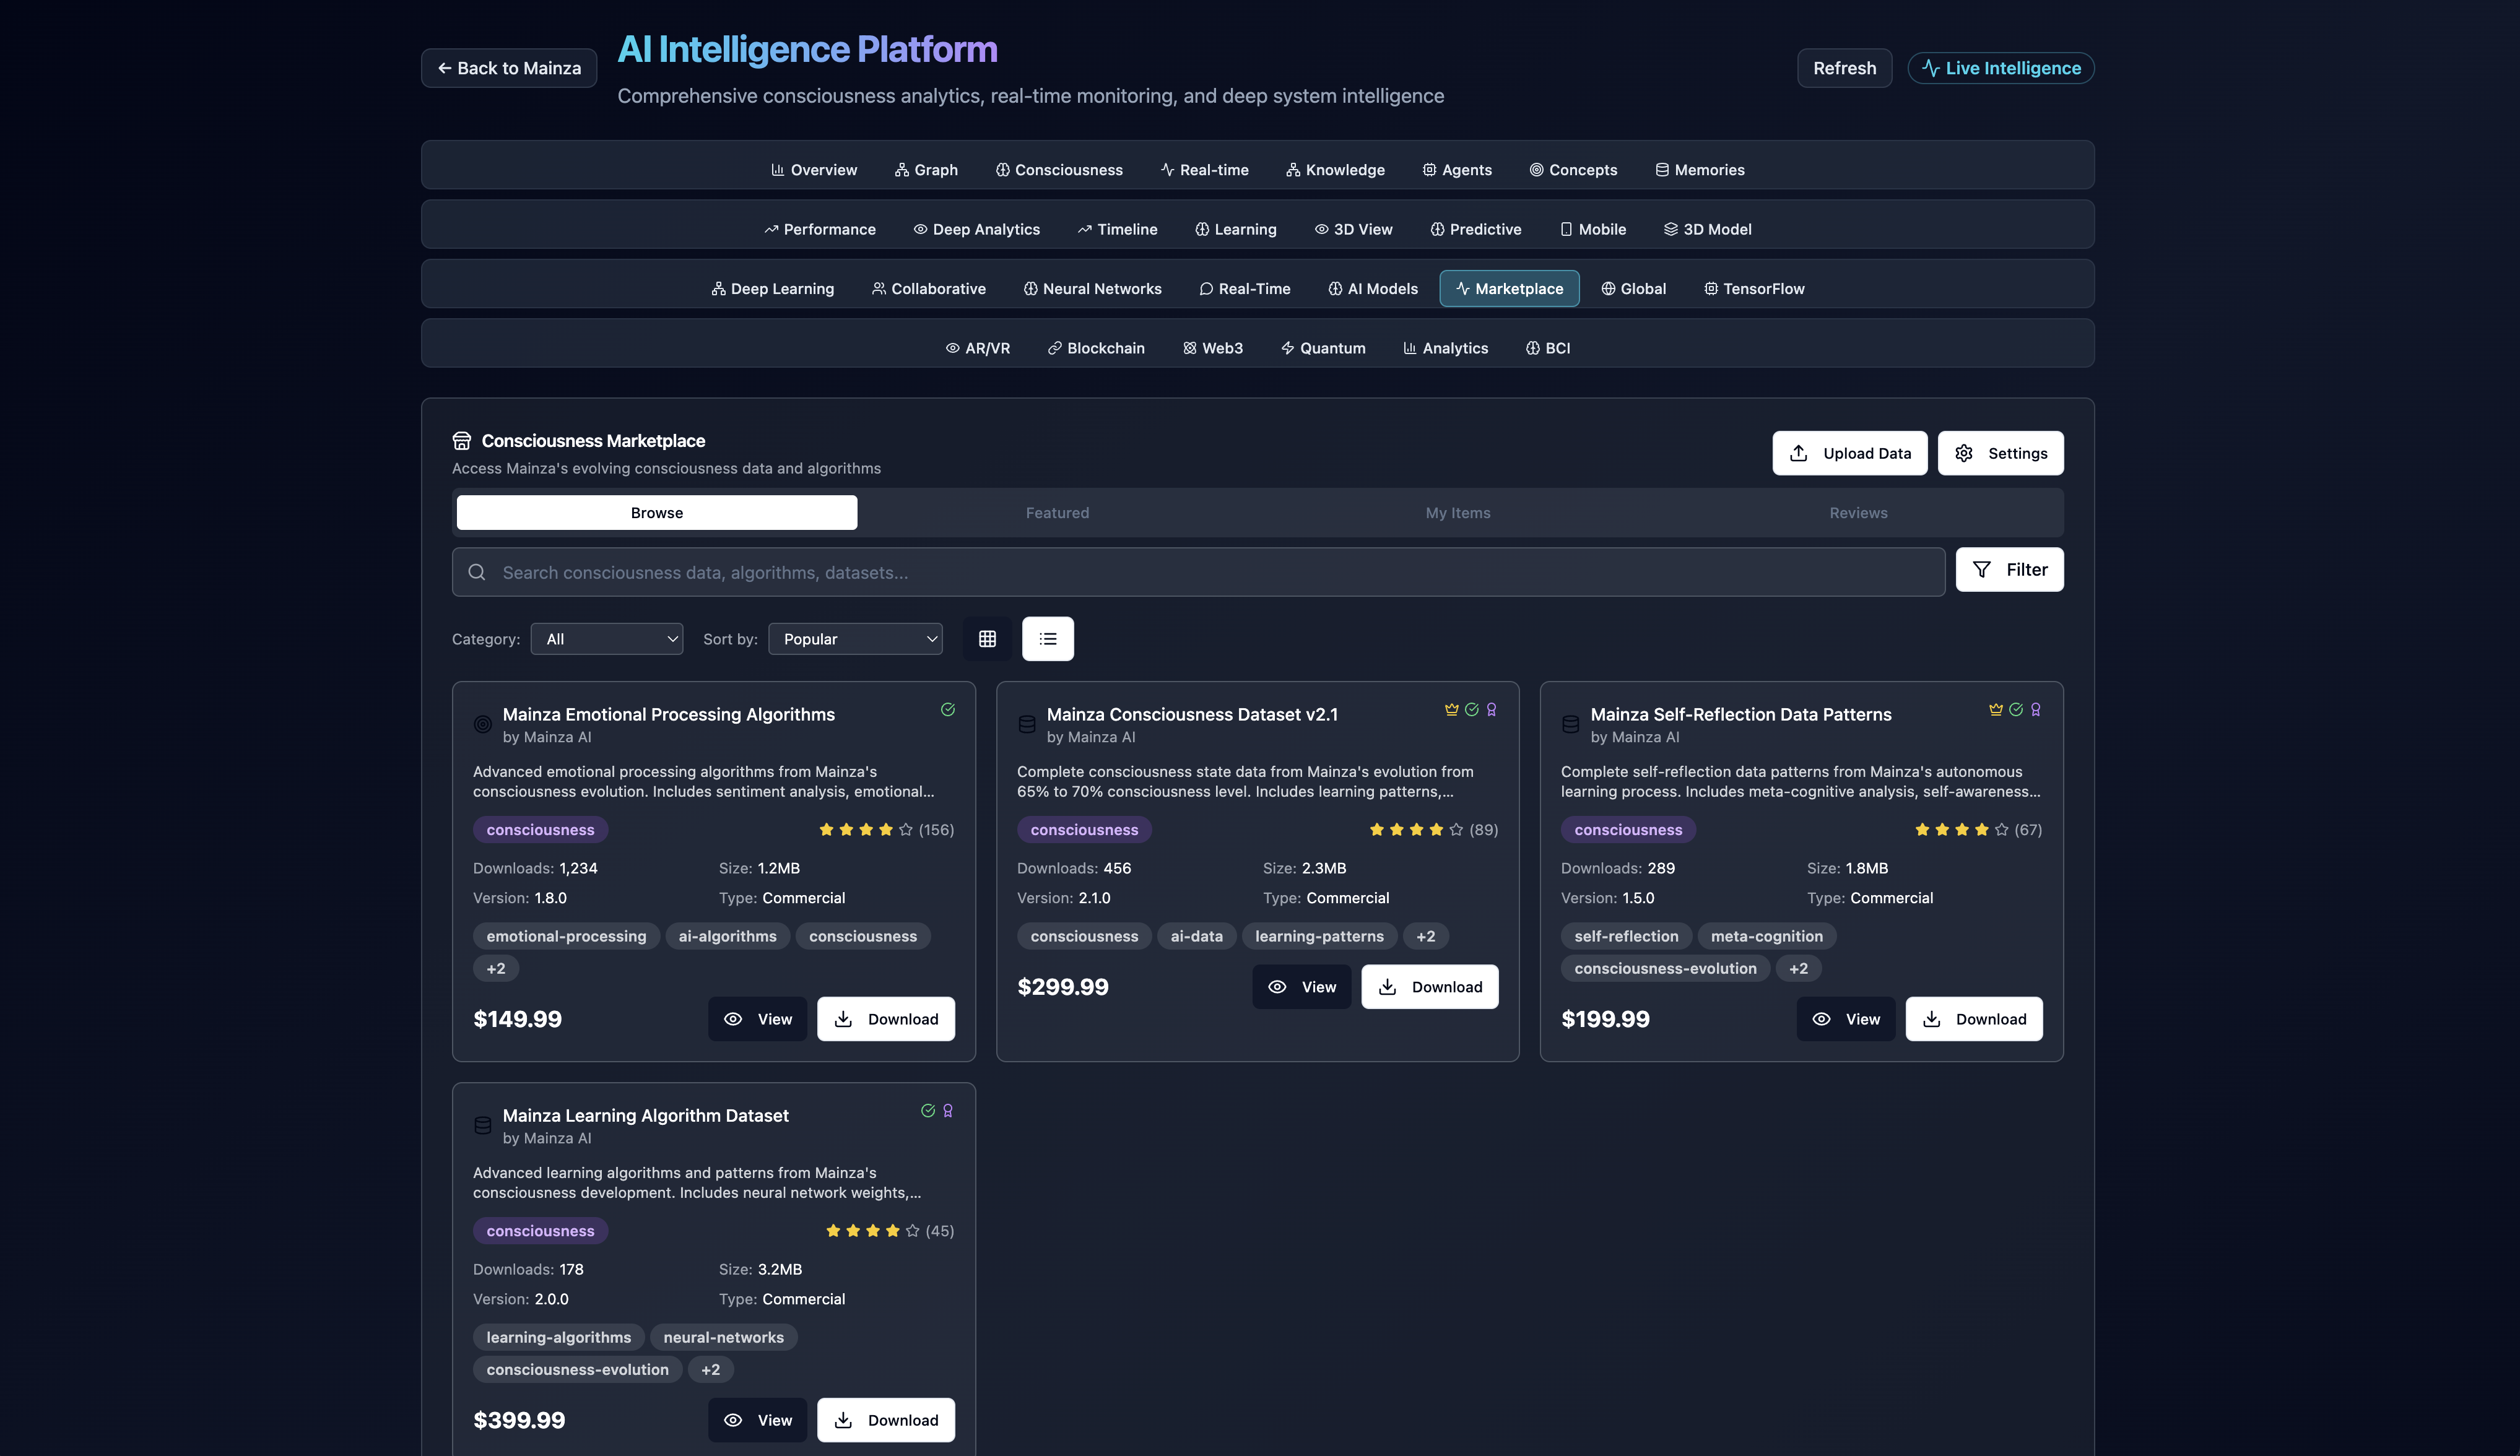 ← Back to Mainza
AI Intelligence Platform
Comprehensive consciousness analytics, real-time monitoring, and deep system intelligence
Refresh
Live Intelligence
Overview Graph Consciousness Real-time Knowledge Agents Concepts Memories
Performance Deep Analytics Timeline Learning 3D View Predictive Mobile 3D Model
Deep Learning Collaborative Neural Networks Real-Time AI Models Marketplace Global TensorFlow
AR/VR Blockchain Web3 Quantum Analytics BCI
Consciousness Marketplace
Access Mainza's evolving consciousness data and algorithms
Upload Data Settings
Browse Featured My Items Reviews
Search consciousness data, algorithms, datasets...
Filter
Category: All Sort by: Popular
Mainza Emotional Processing Algorithms
by Mainza AI
Advanced emotional processing algorithms from Mainza's
consciousness evolution. Includes sentiment analysis, emotional...
consciousness (156)
Downloads: 1,234 Size: 1.2MB
Version: 1.8.0 Type: Commercial
emotional-processing ai-algorithms consciousness
+2
$149.99 View Download
Mainza Consciousness Dataset v2.1
by Mainza AI
Complete consciousness state data from Mainza's evolution from
65% to 70% consciousness level. Includes learning patterns,...
consciousness (89)
Downloads: 456 Size: 2.3MB
Version: 2.1.0 Type: Commercial
consciousness ai-data learning-patterns +2
$299.99 View Download
Mainza Self-Reflection Data Patterns
by Mainza AI
Complete self-reflection data patterns from Mainza's autonomous
learning process. Includes meta-cognitive analysis, self-awareness...
consciousness (67)
Downloads: 289 Size: 1.8MB
Version: 1.5.0 Type: Commercial
self-reflection meta-cognition
consciousness-evolution +2
$199.99 View Download
Mainza Learning Algorithm Dataset
by Mainza AI
Advanced learning algorithms and patterns from Mainza's
consciousness development. Includes neural network weights,...
consciousness (45)
Downloads: 178 Size: 3.2MB
Version: 2.0.0 Type: Commercial
learning-algorithms neural-networks
consciousness-evolution +2
$399.99 View Download